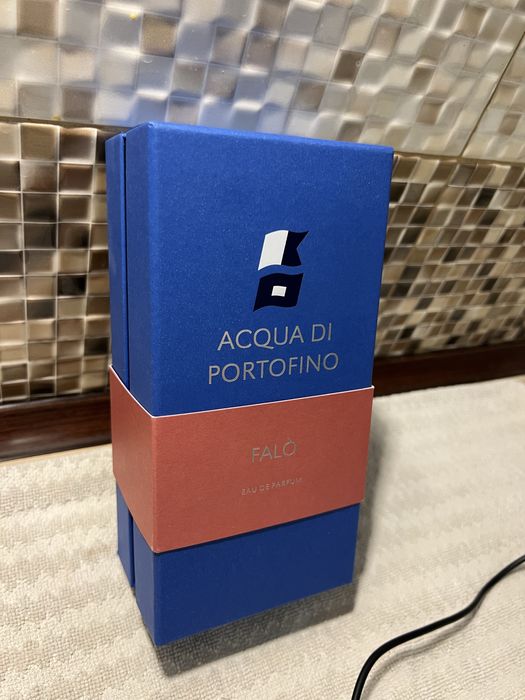 ACQUA DI
PORTOFINO
FALÒ
EAU DE PARFUM